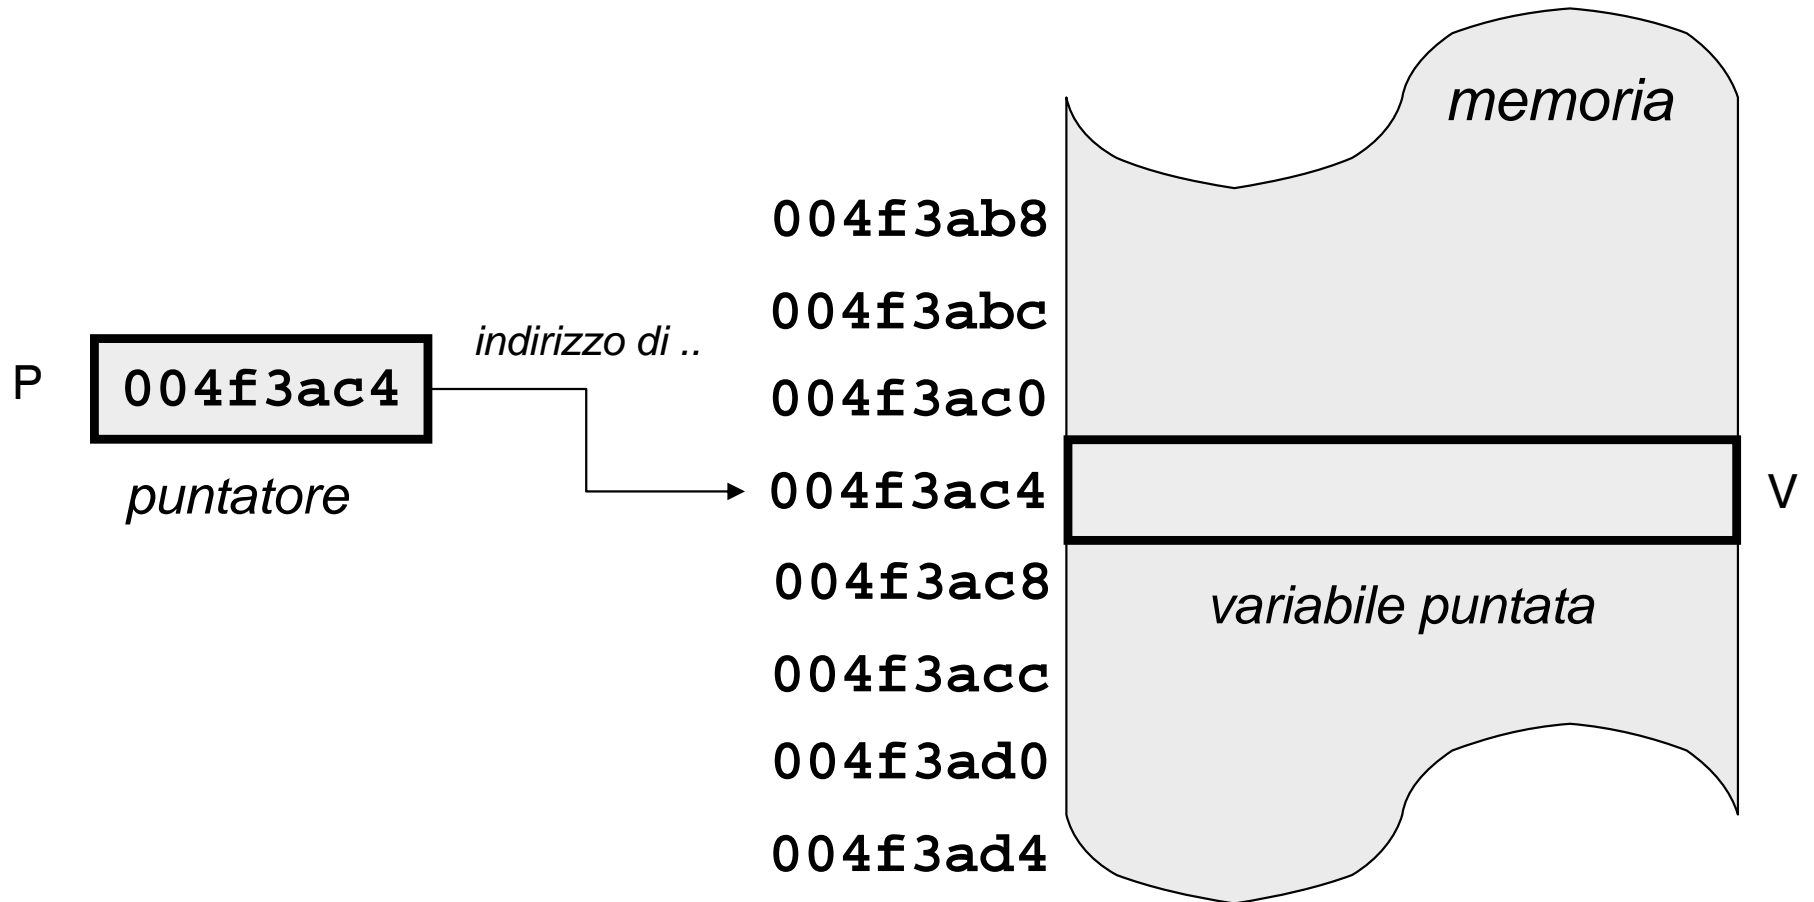 memoria
004f3ab8
004f3abc
indirizzo di ..
P
004f3ac4
004f3ac0
puntatore
004f3ac4
V
004f3ac8
variabile puntata
004f3acc
004f3ad0
004f3ad4